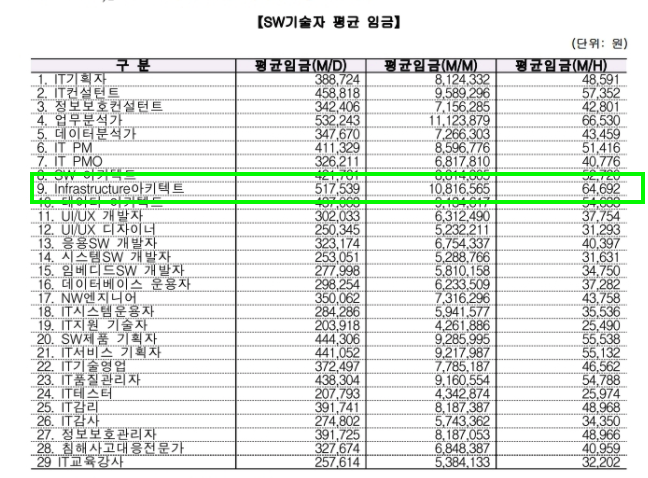 【SW기술자 평균 임금】
(단위: 원)
구 분 평균임금(M/D) 평균임금(M/M) 평균임금(M/H)
1. IT기획자 388,724 8,124,332 48,591
2. IT컨설턴트 458,818 9,589,296 57,352
3. 정보보호컨설턴트 342,406 7,156,285 42,801
4. 업무분석가 532,243 11,123,879 66,530
5. 데이터분석가 347,670 7,266,303 43,459
6. IT PM 411,329 8,596,776 51,416
7. IT PMO 326,211 6,817,810 40,776
8. SW 아키텍트
9. Infrastructure아키텍트 517,539 10,816,565 64,692
10. 데이터 아키텍트
11. UI/UX 개발자 302,033 6,312,490 37,754
12. UI/UX 디자이너 250,345 5,232,211 31,293
13. 응용SW 개발자 323,174 6,754,337 40,397
14. 시스템SW 개발자 253,051 5,288,766 31,631
15. 임베디드SW 개발자 277,998 5,810,158 34,750
16. 데이터베이스 운용자 298,254 6,233,509 37,282
17. NW엔지니어 350,062 7,316,296 43,758
18. IT시스템운용자 284,286 5,941,577 35,536
19. IT지원 기술자 203,918 4,261,886 25,490
20. SW제품 기획자 444,306 9,285,995 55,538
21. IT서비스 기획자 441,052 9,217,987 55,132
22. IT기술영업 372,497 7,785,187 46,562
23. IT품질관리자 438,304 9,160,554 54,788
24. IT테스터 207,793 4,342,874 25,974
25. IT감리 391,741 8,187,387 48,968
26. IT감사 274,802 5,743,362 34,350
27. 정보보호관리자 391,725 8,187,053 48,966
28. 침해사고대응전문가 327,674 6,848,387 40,959
29 IT교육강사 257,614 5,384,133 32,202